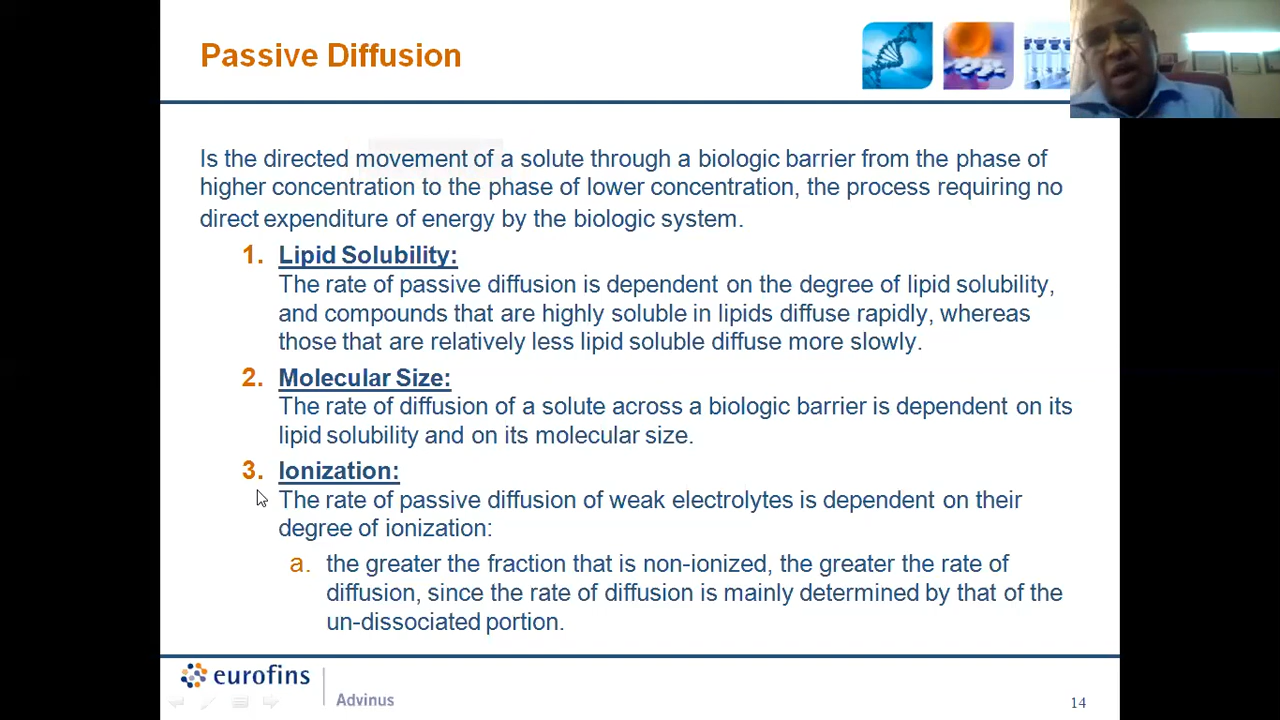 Passive Diffusion
Is the directed movement of a solute through a biologic barrier from the phase of
higher concentration to the phase of lower concentration, the process requiring no
direct expenditure of energy by the biologic system.
1. Lipid Solubility:
The rate of passive diffusion is dependent on the degree of lipid solubility,
and compounds that are highly soluble in lipids diffuse rapidly, whereas
those that are relatively less lipid soluble diffuse more slowly.
2. Molecular Size:
The rate of diffusion of a solute across a biologic barrier is dependent on its
lipid solubility and on its molecular size.
3. Ionization:
The rate of passive diffusion of weak electrolytes is dependent on their
degree of ionization:
a. the greater the fraction that is non-ionized, the greater the rate of
diffusion, since the rate of diffusion is mainly determined by that of the
un-dissociated portion.
eurofins
Advinus
14